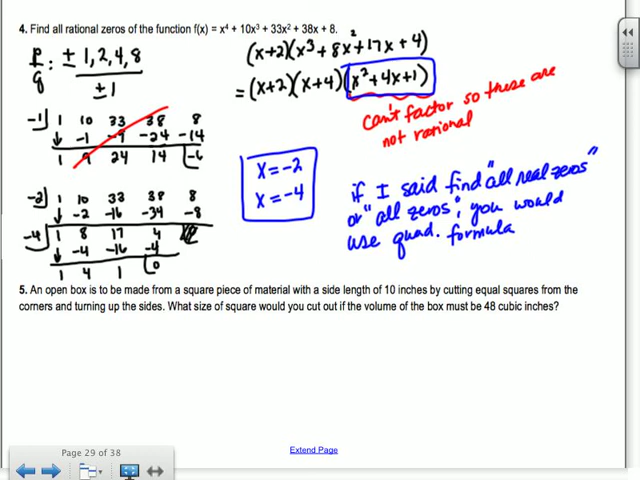 4. Find all rational zeros of the function f(x) = x⁴ + 10x³ + 33x² + 38x + 8.
p/q : ± 1, 2, 4, 8 / ± 1
(x+2)(x³ + 8x² + 17x + 4)
= (x+2)(x+4)(x² + 4x + 1)
can't factor so these are
not rational
-1⌋ 1 10 33 38 8
↓ -1 -9 -24 -14
1 9 24 14 -6
-2⌋ 1 10 33 38 8
↓ -2 -16 -34 -8
-4⌋ 1 8 17 4
↓ -4 -16 -4
1 4 1 0
x = -2
x = -4
if I said find "all real zeros"
or "all zeros", you would
use quad. formula
5. An open box is to be made from a square piece of material with a side length of 10 inches by cutting equal squares from the
corners and turning up the sides. What size of square would you cut out if the volume of the box must be 48 cubic inches?
Extend Page
Page 29 of 38